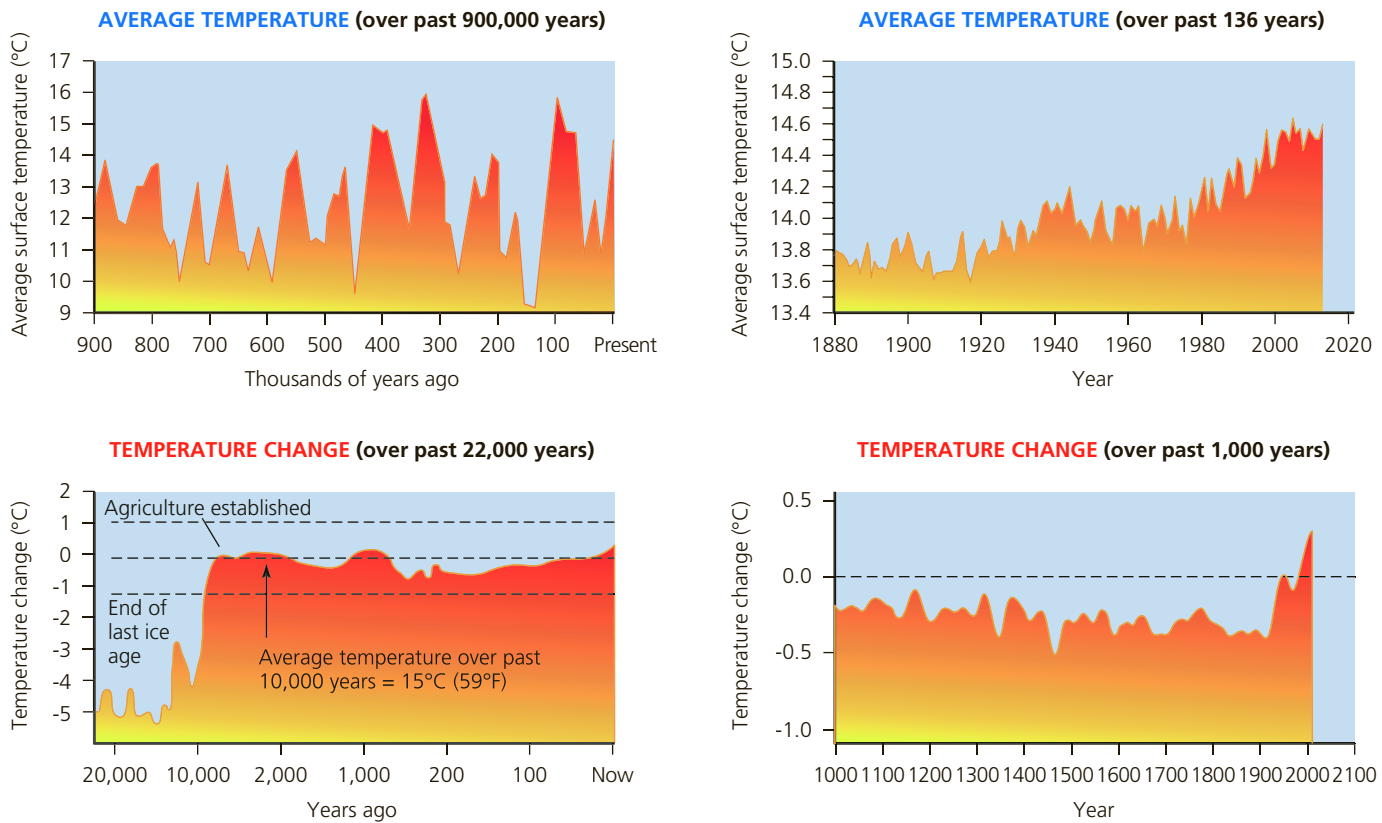 AVERAGE TEMPERATURE (over past 900,000 years)
Average surface temperature (°C)
17
16
15
14
13
12
11
10
9
900 800 700 600 500 400 300 200 100 Present
Thousands of years ago
AVERAGE TEMPERATURE (over past 136 years)
Average surface temperature (°C)
15.0
14.8
14.6
14.4
14.2
14.0
13.8
13.6
13.4
1880 1900 1920 1940 1960 1980 2000 2020
Year
TEMPERATURE CHANGE (over past 22,000 years)
Temperature change (°C)
2
1
0
-1
-2
-3
-4
-5
Agriculture established
End of
last ice
age
Average temperature over past
10,000 years = 15°C (59°F)
20,000 10,000 2,000 1,000 200 100 Now
Years ago
TEMPERATURE CHANGE (over past 1,000 years)
Temperature change (°C)
0.5
0.0
-0.5
-1.0
1000 1100 1200 1300 1400 1500 1600 1700 1800 1900 2000 2100
Year